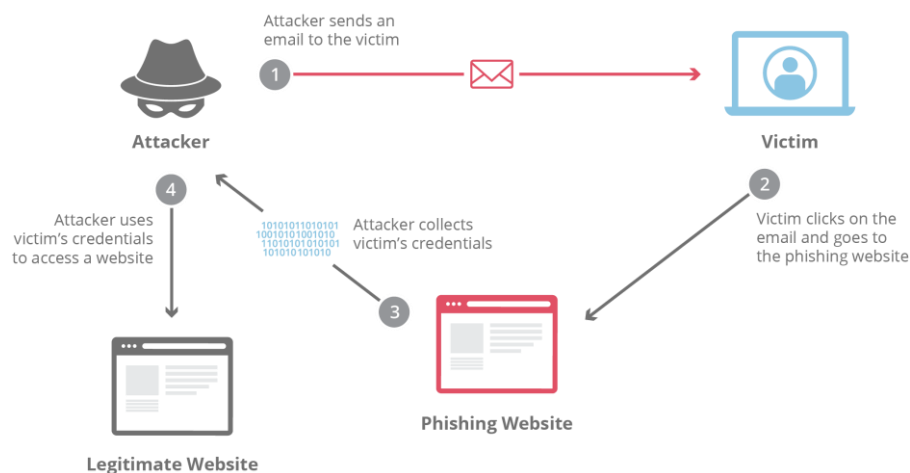 Attacker sends an
email to the victim
1
Attacker
Victim
4
Attacker uses
victim’s credentials
to access a website
10101011010101
10010101001010
11010101010101
101010101010
Attacker collects
victim’s credentials
2
Victim clicks on the
email and goes to
the phishing website
3
Phishing Website
Legitimate Website